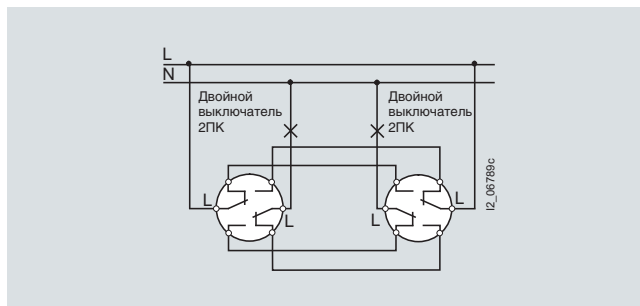 L
N
Двойной
выключатель
2ПК
Двойной
выключатель
2ПК
L
L
L
L
I2_06789c